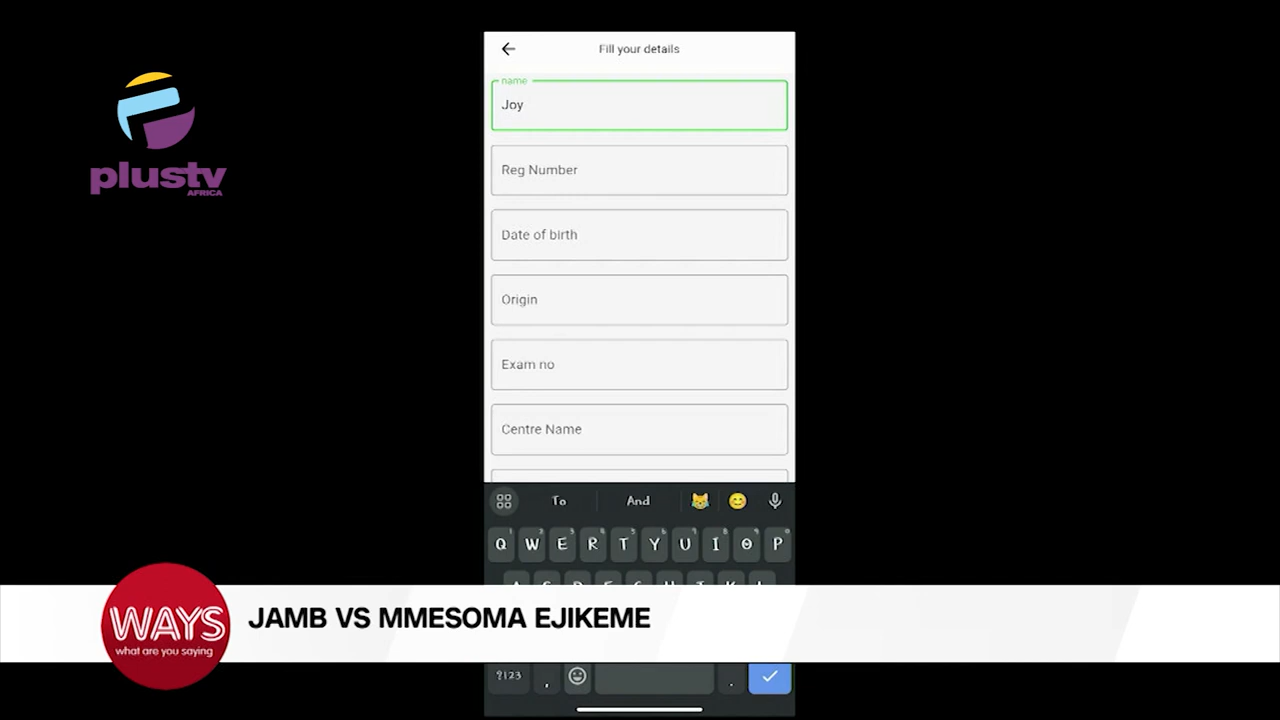 Fill your details
name
Joy
Reg Number
Date of birth
Origin
Exam no
Centre Name
To And
Q W E R T Y U I O P
?123 , .
plustv
AFRICA
WAYS
what are you saying
JAMB VS MMESOMA EJIKEME